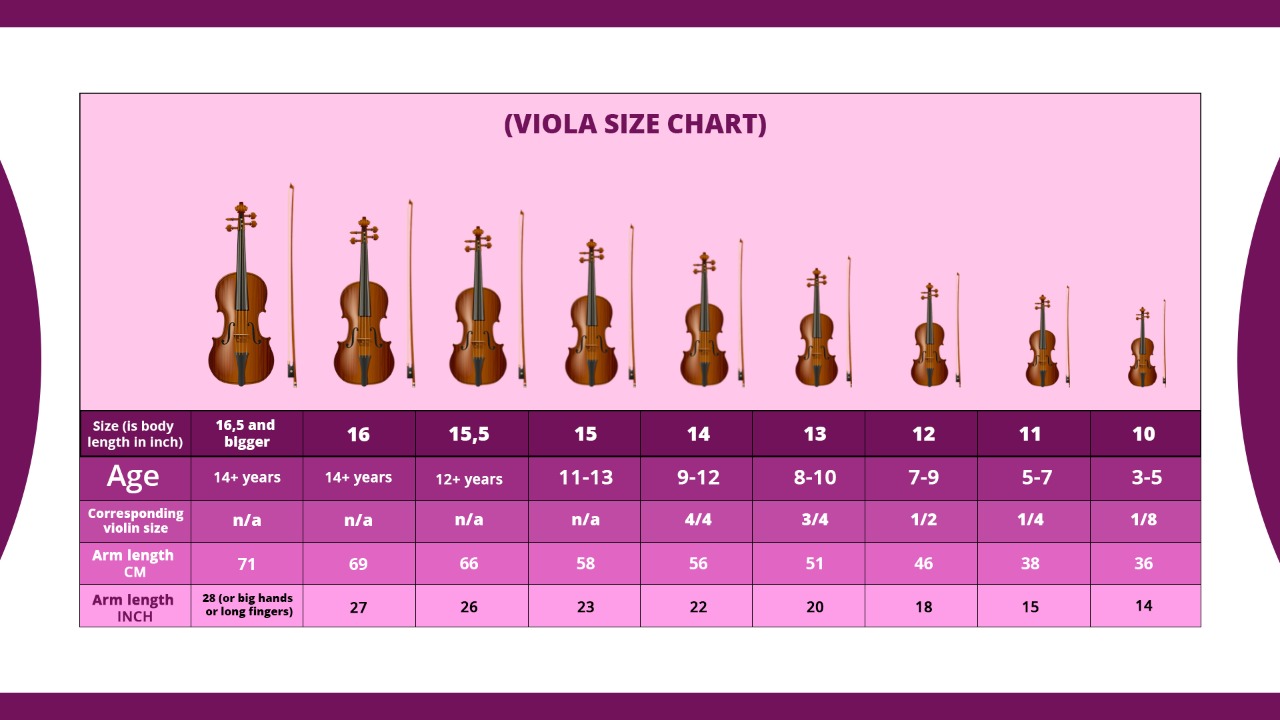 (VIOLA SIZE CHART)
Size (is body
length in inch)
16,5 and
bigger
16
15,5
15
14
13
12
11
10
Age
14+ years
14+ years
12+ years
11-13
9-12
8-10
7-9
5-7
3-5
Corresponding
violin size
n/a
n/a
n/a
n/a
4/4
3/4
1/2
1/4
1/8
Arm length
CM
71
69
66
58
56
51
46
38
36
Arm length
INCH
28 (or big hands
or long fingers)
27
26
23
22
20
18
15
14